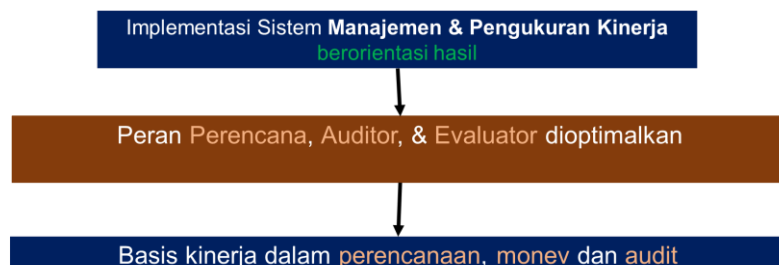 Implementasi Sistem Manajemen & Pengukuran Kinerja
berorientasi hasil
Peran Perencana, Auditor, & Evaluator dioptimalkan
Basis kinerja dalam perencanaan, monev dan audit